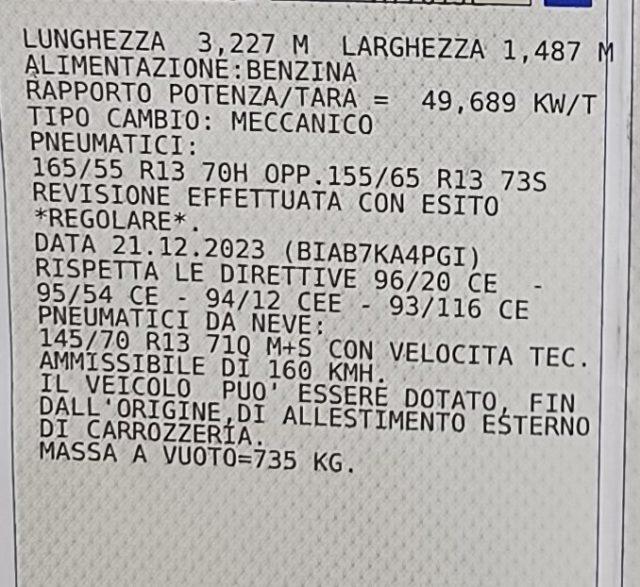 LUNGHEZZA 3,227 M LARGHEZZA 1,487 M
ALIMENTAZIONE:BENZINA
RAPPORTO POTENZA/TARA = 49,689 KW/T
TIPO CAMBIO: MECCANICO
PNEUMATICI:
165/55 R13 70H OPP.155/65 R13 73S
REVISIONE EFFETTUATA CON ESITO
*REGOLARE*.
DATA 21.12.2023 (BIAB7KA4PGI)
RISPETTA LE DIRETTIVE 96/20 CE -
95/54 CE - 94/12 CEE - 93/116 CE
PNEUMATICI DA NEVE:
145/70 R13 71Q M+S CON VELOCITA TEC.
AMMISSIBILE DI 160 KMH.
IL VEICOLO PUO' ESSERE DOTATO, FIN
DALL'ORIGINE,DI ALLESTIMENTO ESTERNO
DI CARROZZERIA.
MASSA A VUOTO=735 KG.